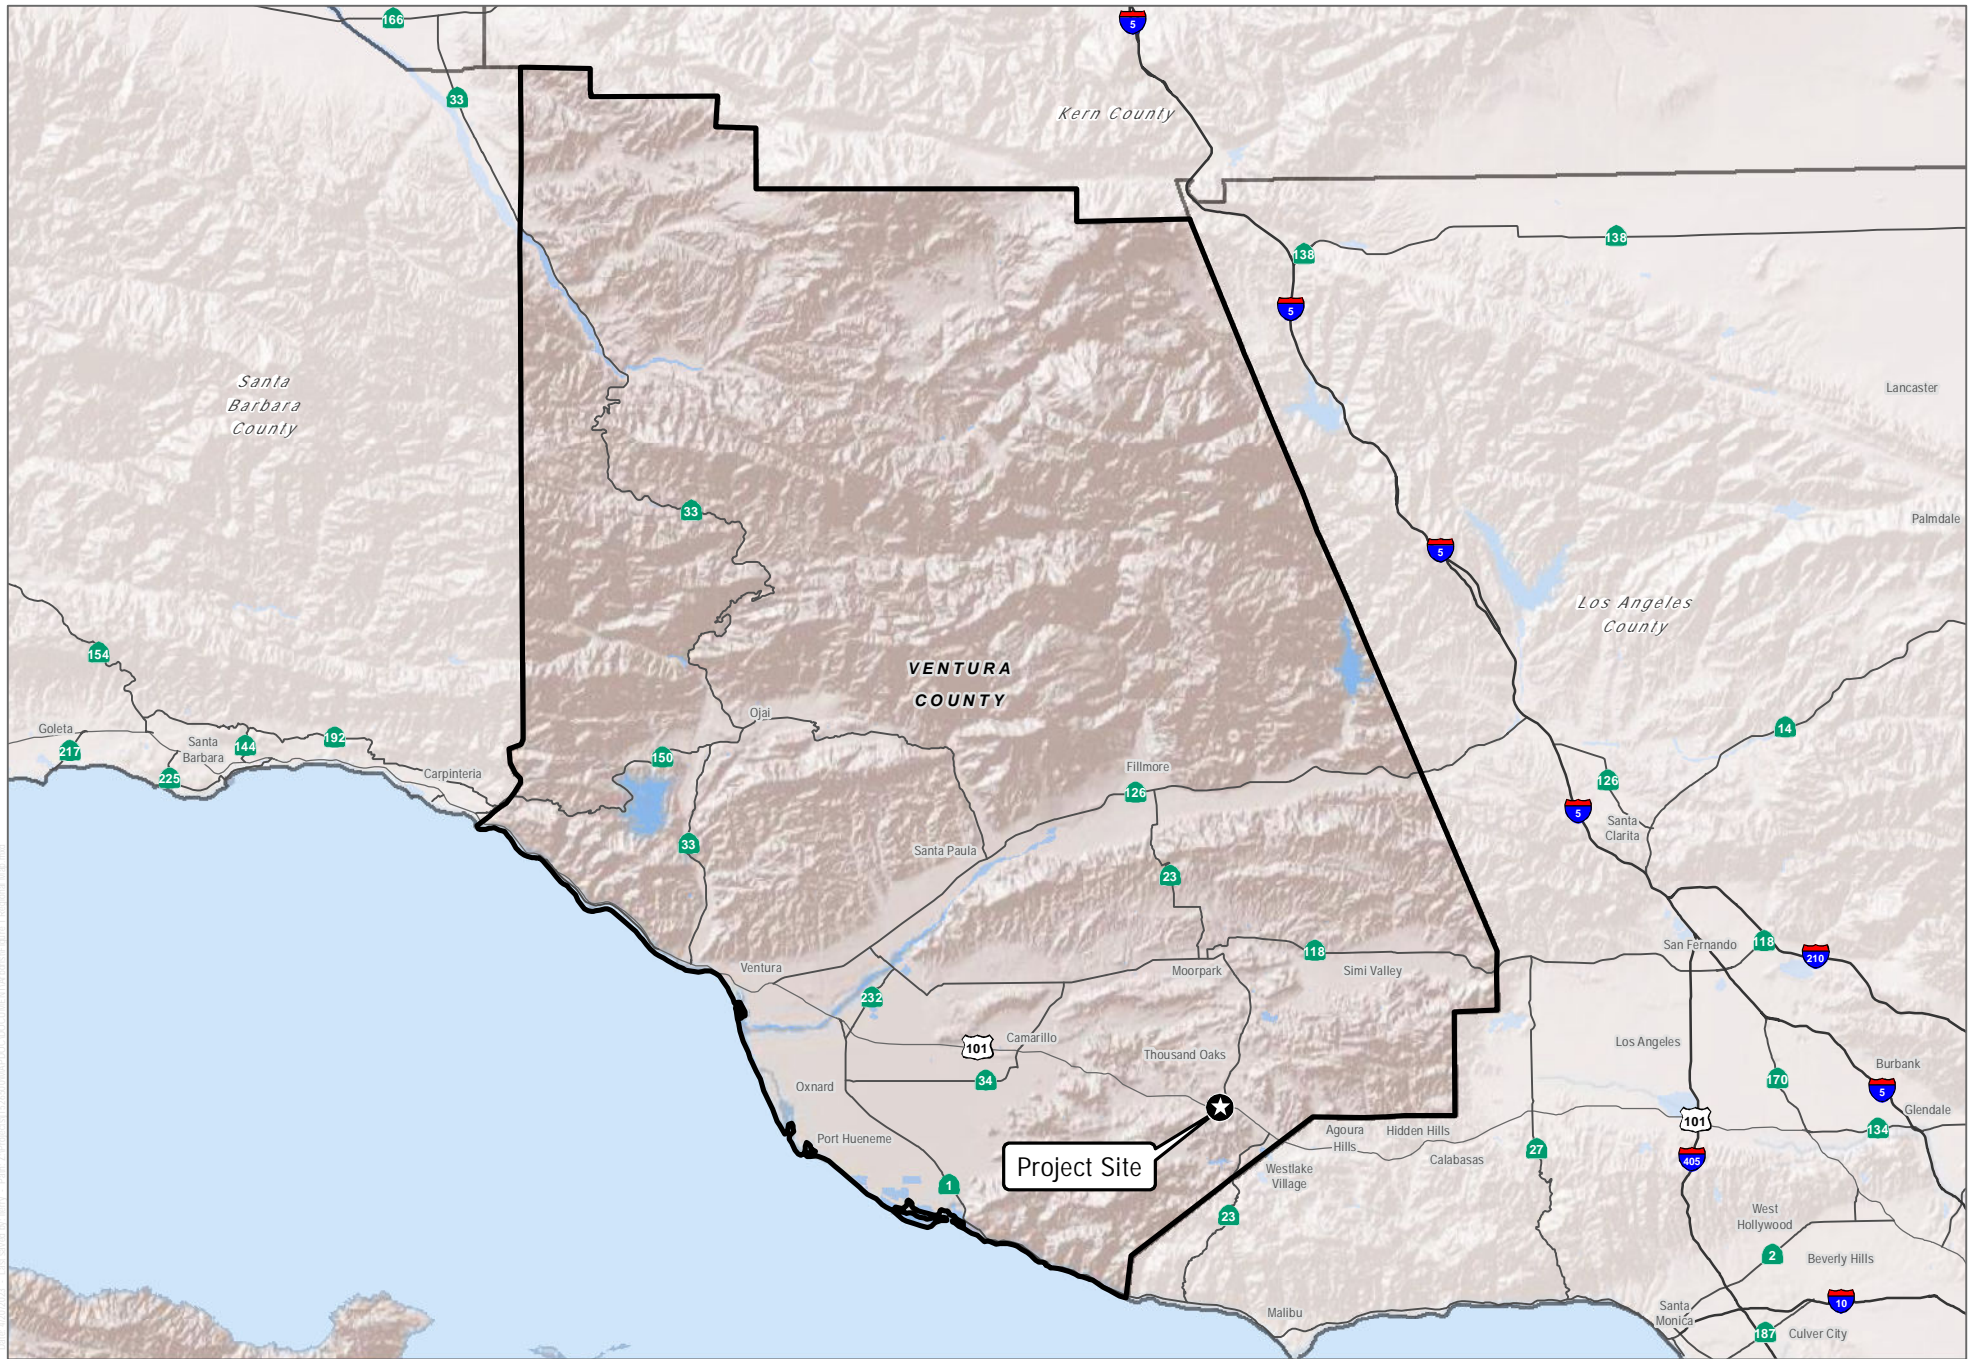 166
5
33
Kern County
138
138
5
Santa
Barbara
County
Lancaster
33
Palmdale
5
Los Angeles
County
154
VENTURA
COUNTY
Ojai
14
Goleta
217
Santa
Barbara
144
192
225
Carpinteria
150
Fillmore
126
126
5
Santa
Clarita
33
Santa Paula
23
118
San Fernando
118
210
Ventura
Moorpark
Simi Valley
232
101
Camarillo
Thousand Oaks
Los Angeles
34
Oxnard
170
Burbank
5
Glendale
101
134
Port Hueneme
Agoura
Hills
Hidden Hills
Calabasas
27
405
Project Site
Westlake
Village
1
23
West
Hollywood
2
Beverly Hills
Malibu
Santa
Monica
10
187
Culver City